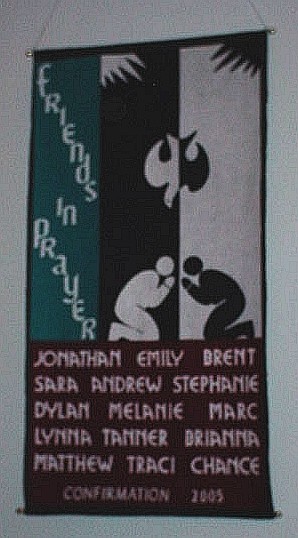 FRIENDS
in
PRAYER
JONATHAN EMILY BRENT
SARA ANDREW STEPHANIE
DYLAN MELANIE MARC
LYNNA TANNER BRIANNA
MATTHEW TRACI CHANCE
CONFIRMATION 2005